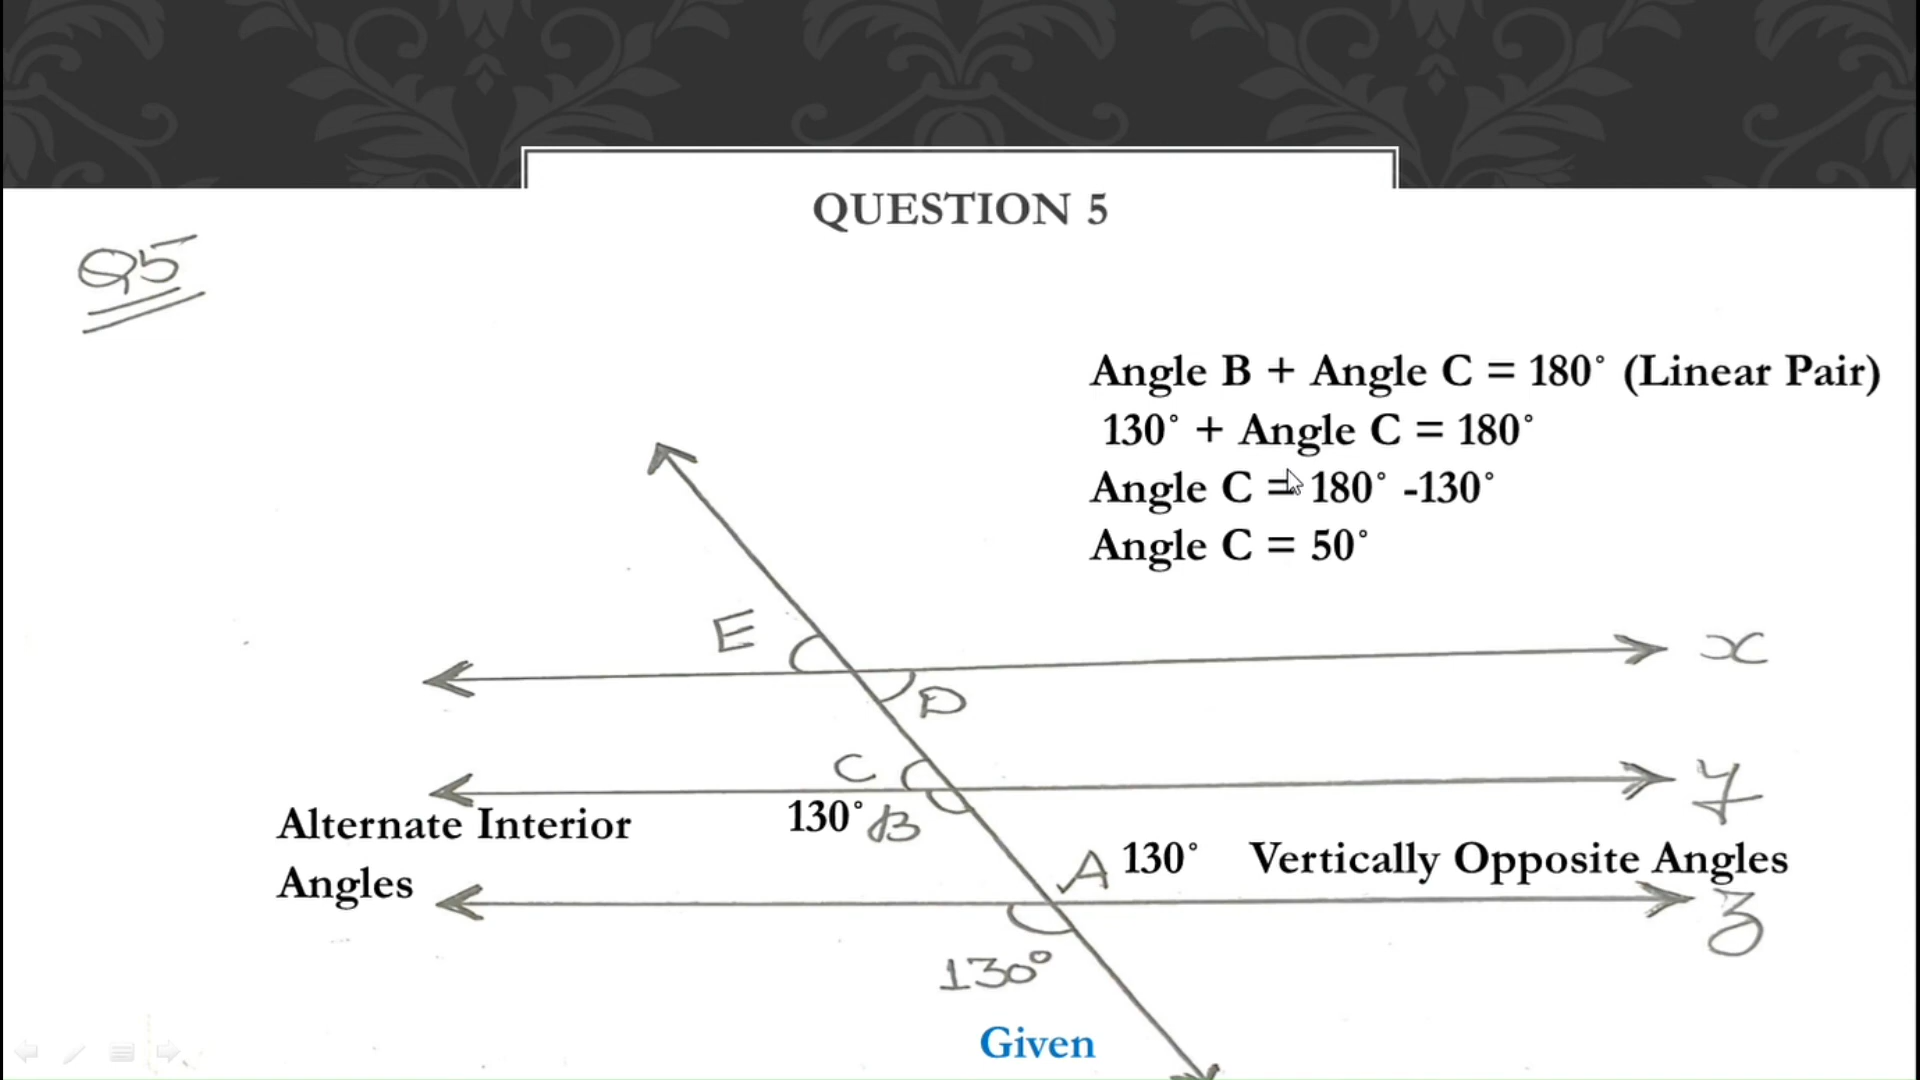 QUESTION 5
Q5
Angle B + Angle C = 180° (Linear Pair)
130° + Angle C = 180°
Angle C = 180° -130°
Angle C = 50°
E
x
D
C
y
Alternate Interior
Angles
130° B
A 130° Vertically Opposite Angles
z
130°
Given